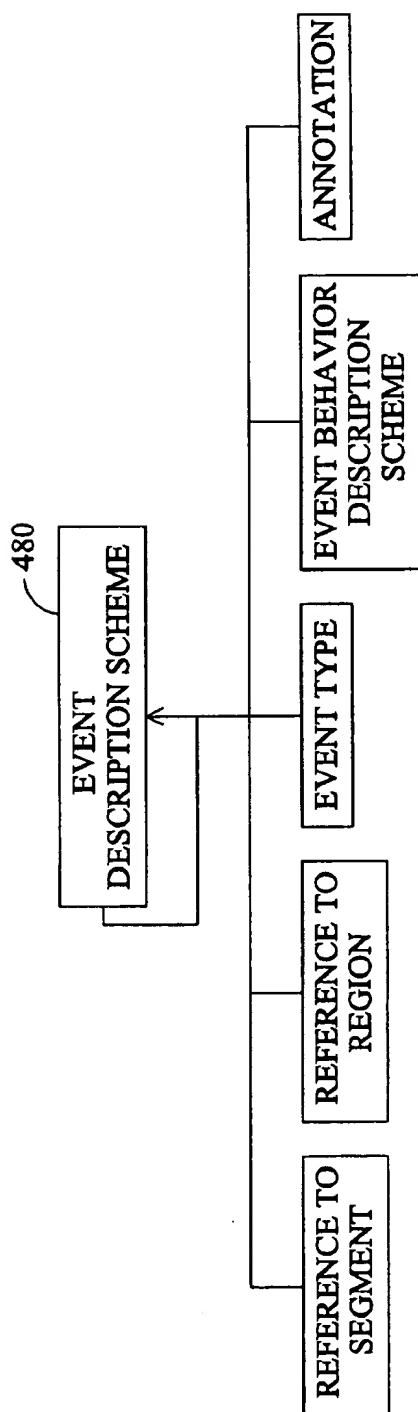 480
EVENT
DESCRIPTION SCHEME
REFERENCE TO
SEGMENT
REFERENCE TO
REGION
EVENT TYPE
EVENT BEHAVIOR
DESCRIPTION
SCHEME
ANNOTATION